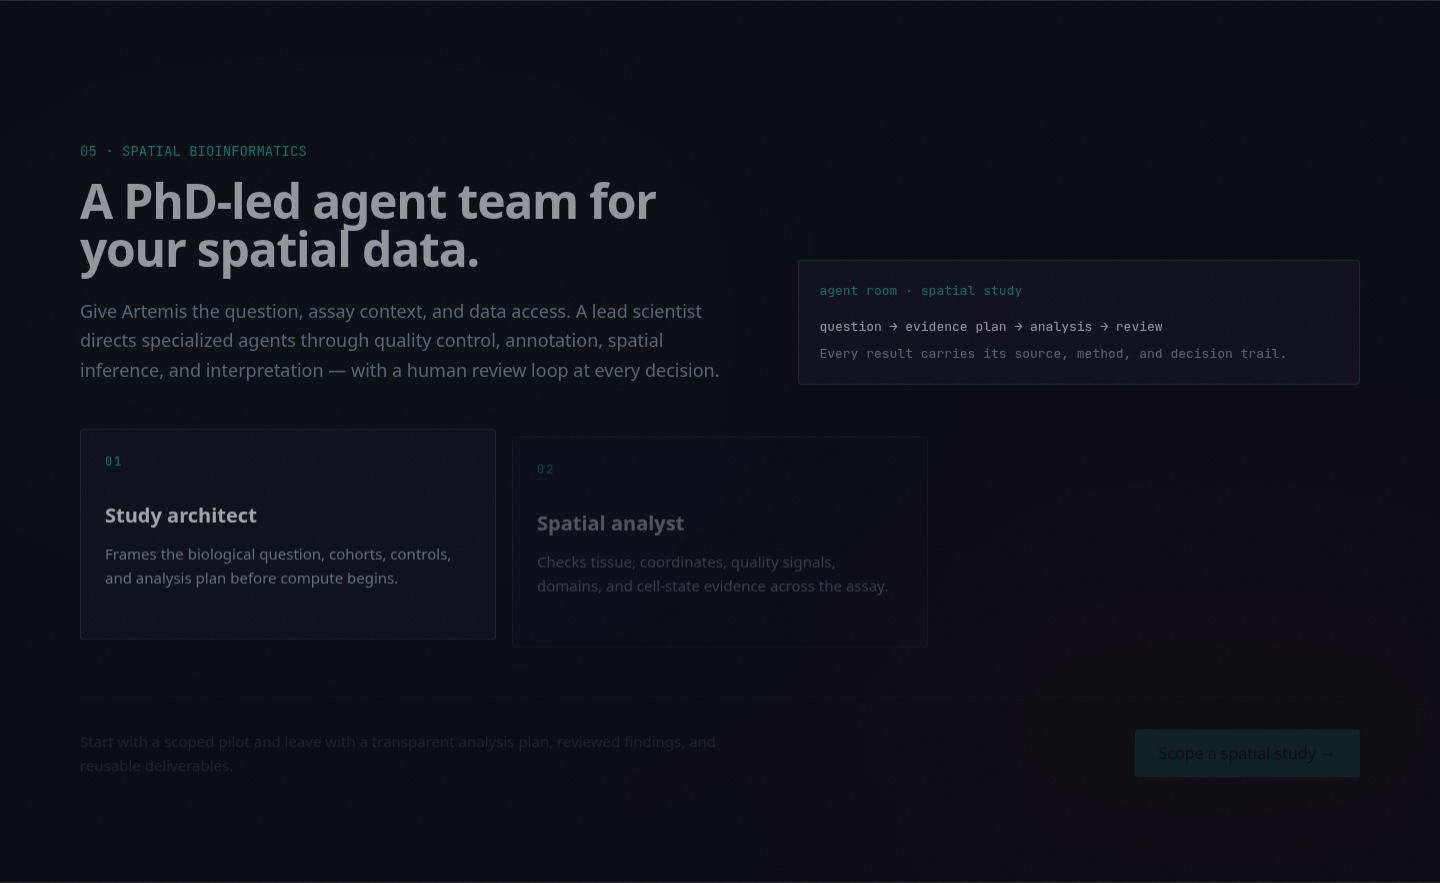 05 · SPATIAL BIOINFORMATICS
A PhD-led agent team for
your spatial data.
Give Artemis the question, assay context, and data access. A lead scientist
directs specialized agents through quality control, annotation, spatial
inference, and interpretation — with a human review loop at every decision.
agent room · spatial study
question → evidence plan → analysis → review
Every result carries its source, method, and decision trail.
01
Study architect
Frames the biological question, cohorts, controls,
and analysis plan before compute begins.
02
Spatial analyst
Checks tissue, coordinates, quality signals,
domains, and cell-state evidence across the assay.
Start with a scoped pilot and leave with a transparent analysis plan, reviewed findings, and
reusable deliverables.
Scope a spatial study →